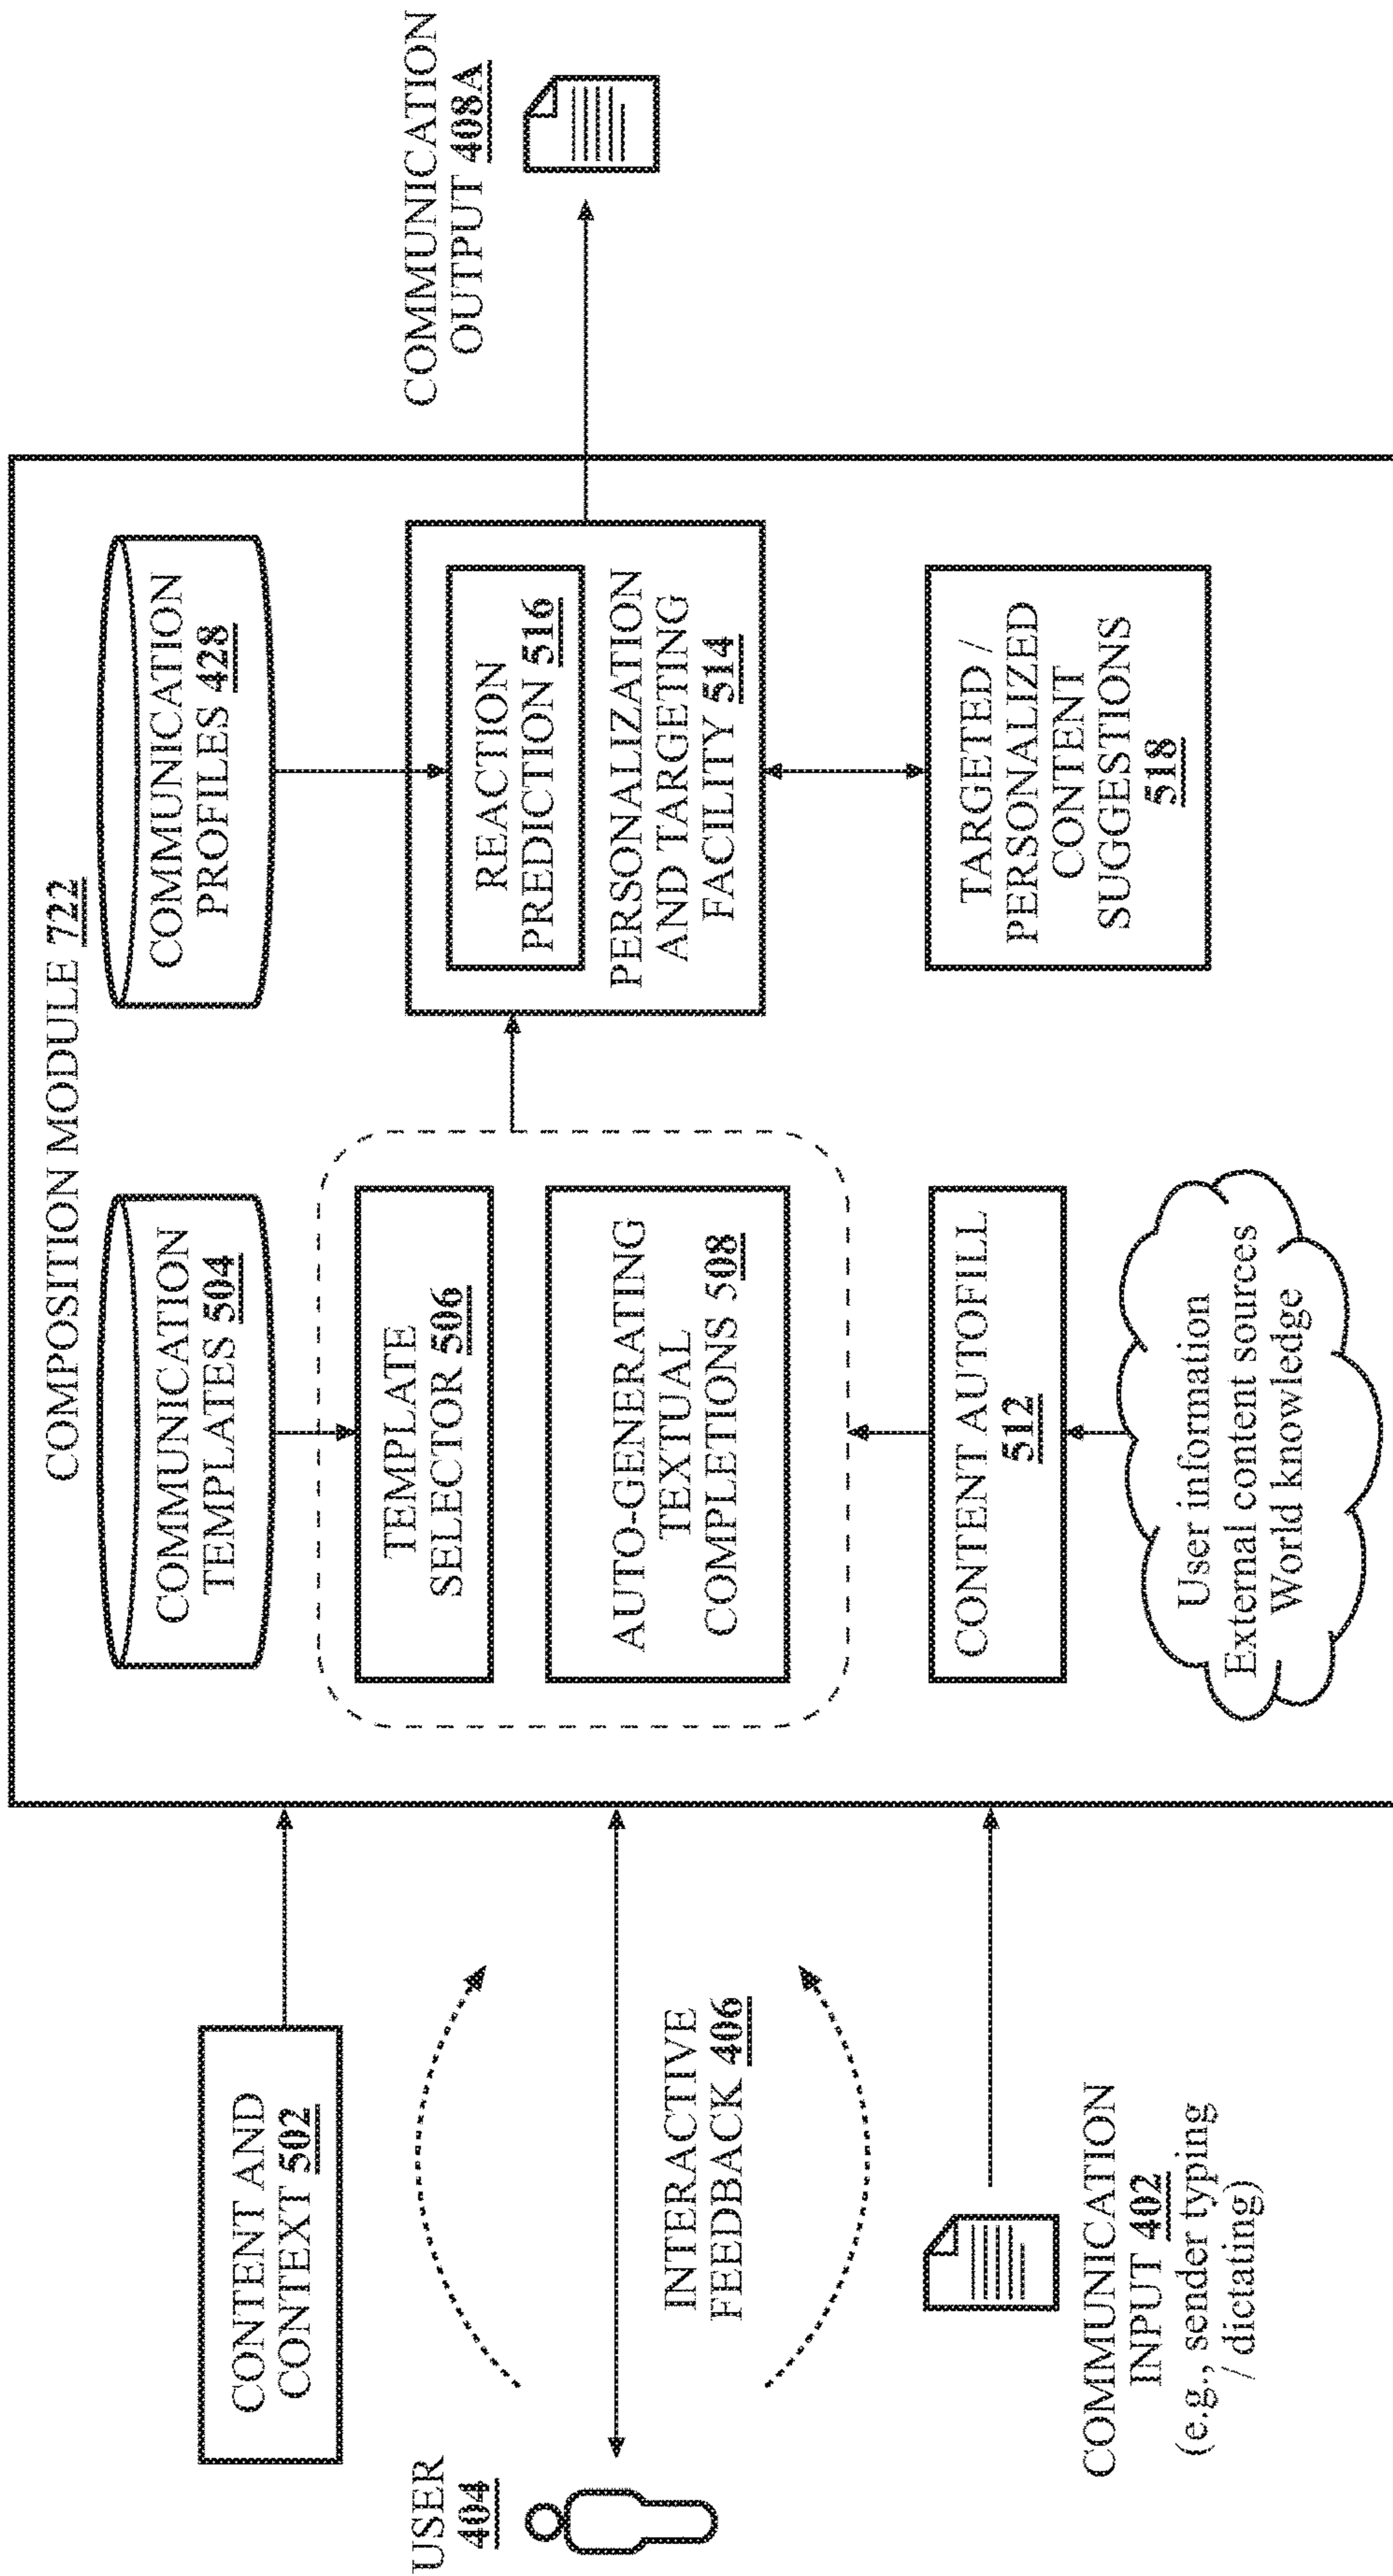 COMPOSITION MODULE 722
CONTENT AND
CONTEXT 502
USER
404
INTERACTIVE
FEEDBACK 406
COMMUNICATION
INPUT 402
(e.g., sender typing
/ dictating)
COMMUNICATION
TEMPLATES 504
TEMPLATE
SELECTOR 506
AUTO-GENERATING
TEXTUAL
COMPLETIONS 508
CONTENT AUTOFILL
512
User information
External content sources
World knowledge
COMMUNICATION
PROFILES 428
REACTION
PREDICTION 516
PERSONALIZATION
AND TARGETING
FACILITY 514
TARGETED /
PERSONALIZED
CONTENT
SUGGESTIONS
518
COMMUNICATION
OUTPUT 408A